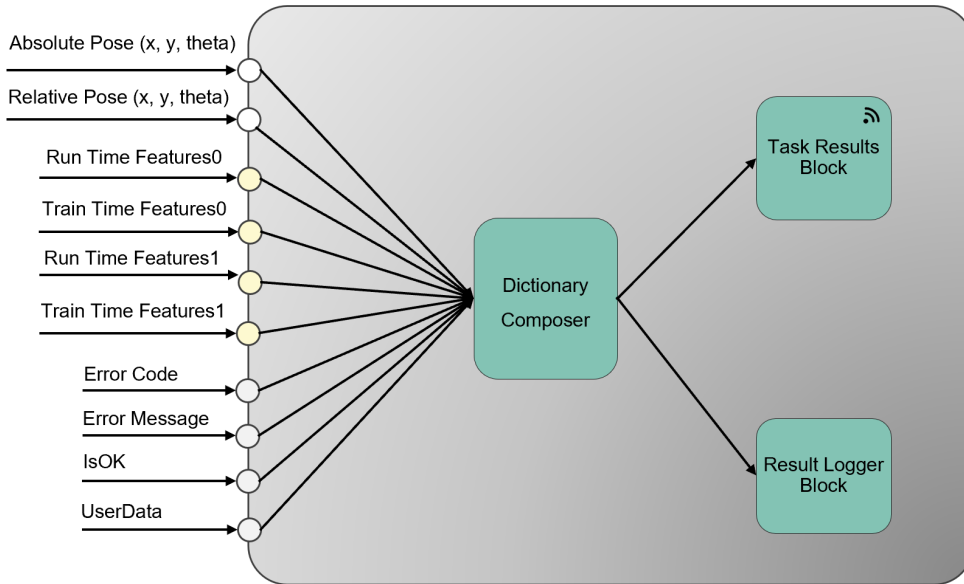 Absolute Pose (x, y, theta)
Relative Pose (x, y, theta)
Run Time Features0
Train Time Features0
Run Time Features1
Train Time Features1
Error Code
Error Message
IsOK
UserData
Dictionary
Composer
Task Results
Block
Result Logger
Block